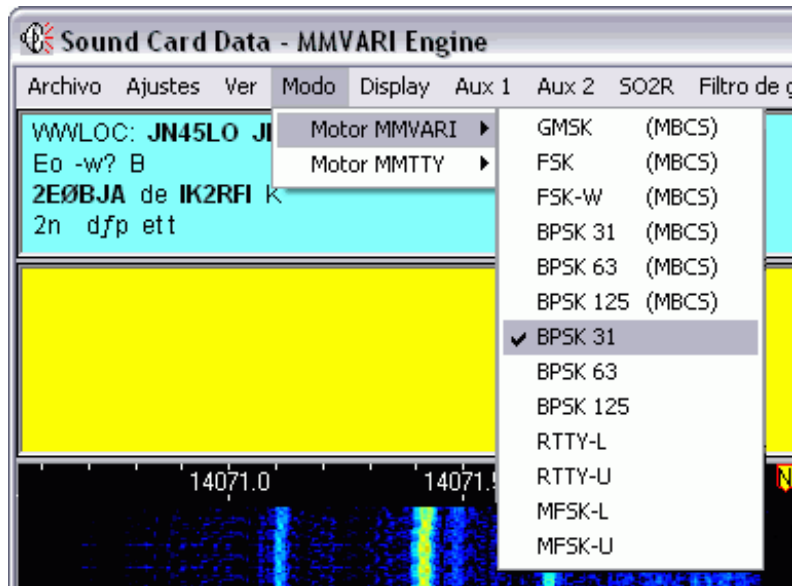 Sound Card Data - MMVARI Engine
Archivo Ajustes Ver Modo Display Aux 1 Aux 2 SO2R Filtro de
WWLOC: JN45LO
Eo -w? B
2EØBJA de IK2RFI K
2n dƒp ett
Motor MMVARI
Motor MMTTY
GMSK (MBCS)
FSK (MBCS)
FSK-W (MBCS)
BPSK 31 (MBCS)
BPSK 63 (MBCS)
BPSK 125 (MBCS)
BPSK 31
BPSK 63
BPSK 125
RTTY-L
RTTY-U
MFSK-L
MFSK-U
14071.0 14071.